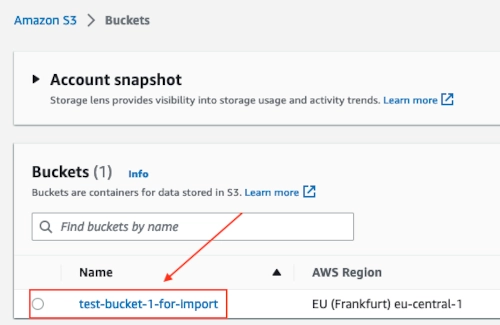 Amazon S3 > Buckets
Account snapshot
Storage lens provides visibility into storage usage and activity trends. Learn more
Buckets (1) Info
Buckets are containers for data stored in S3. Learn more
Find buckets by name
Name AWS Region
test-bucket-1-for-import EU (Frankfurt) eu-central-1